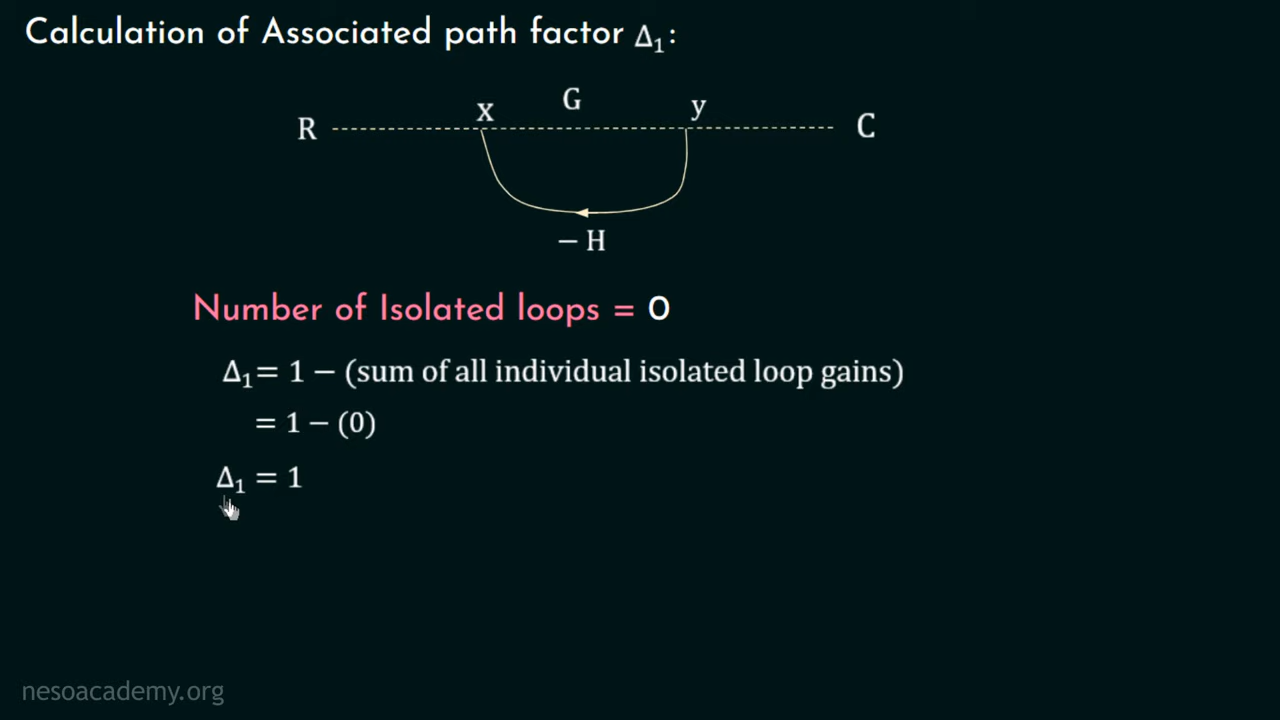 Calculation of Associated path factor Δ₁:
x G y
R C
– H
Number of Isolated loops = 0
Δ₁= 1 − (sum of all individual isolated loop gains)
= 1 − (0)
Δ₁ = 1
nesoacademy.org